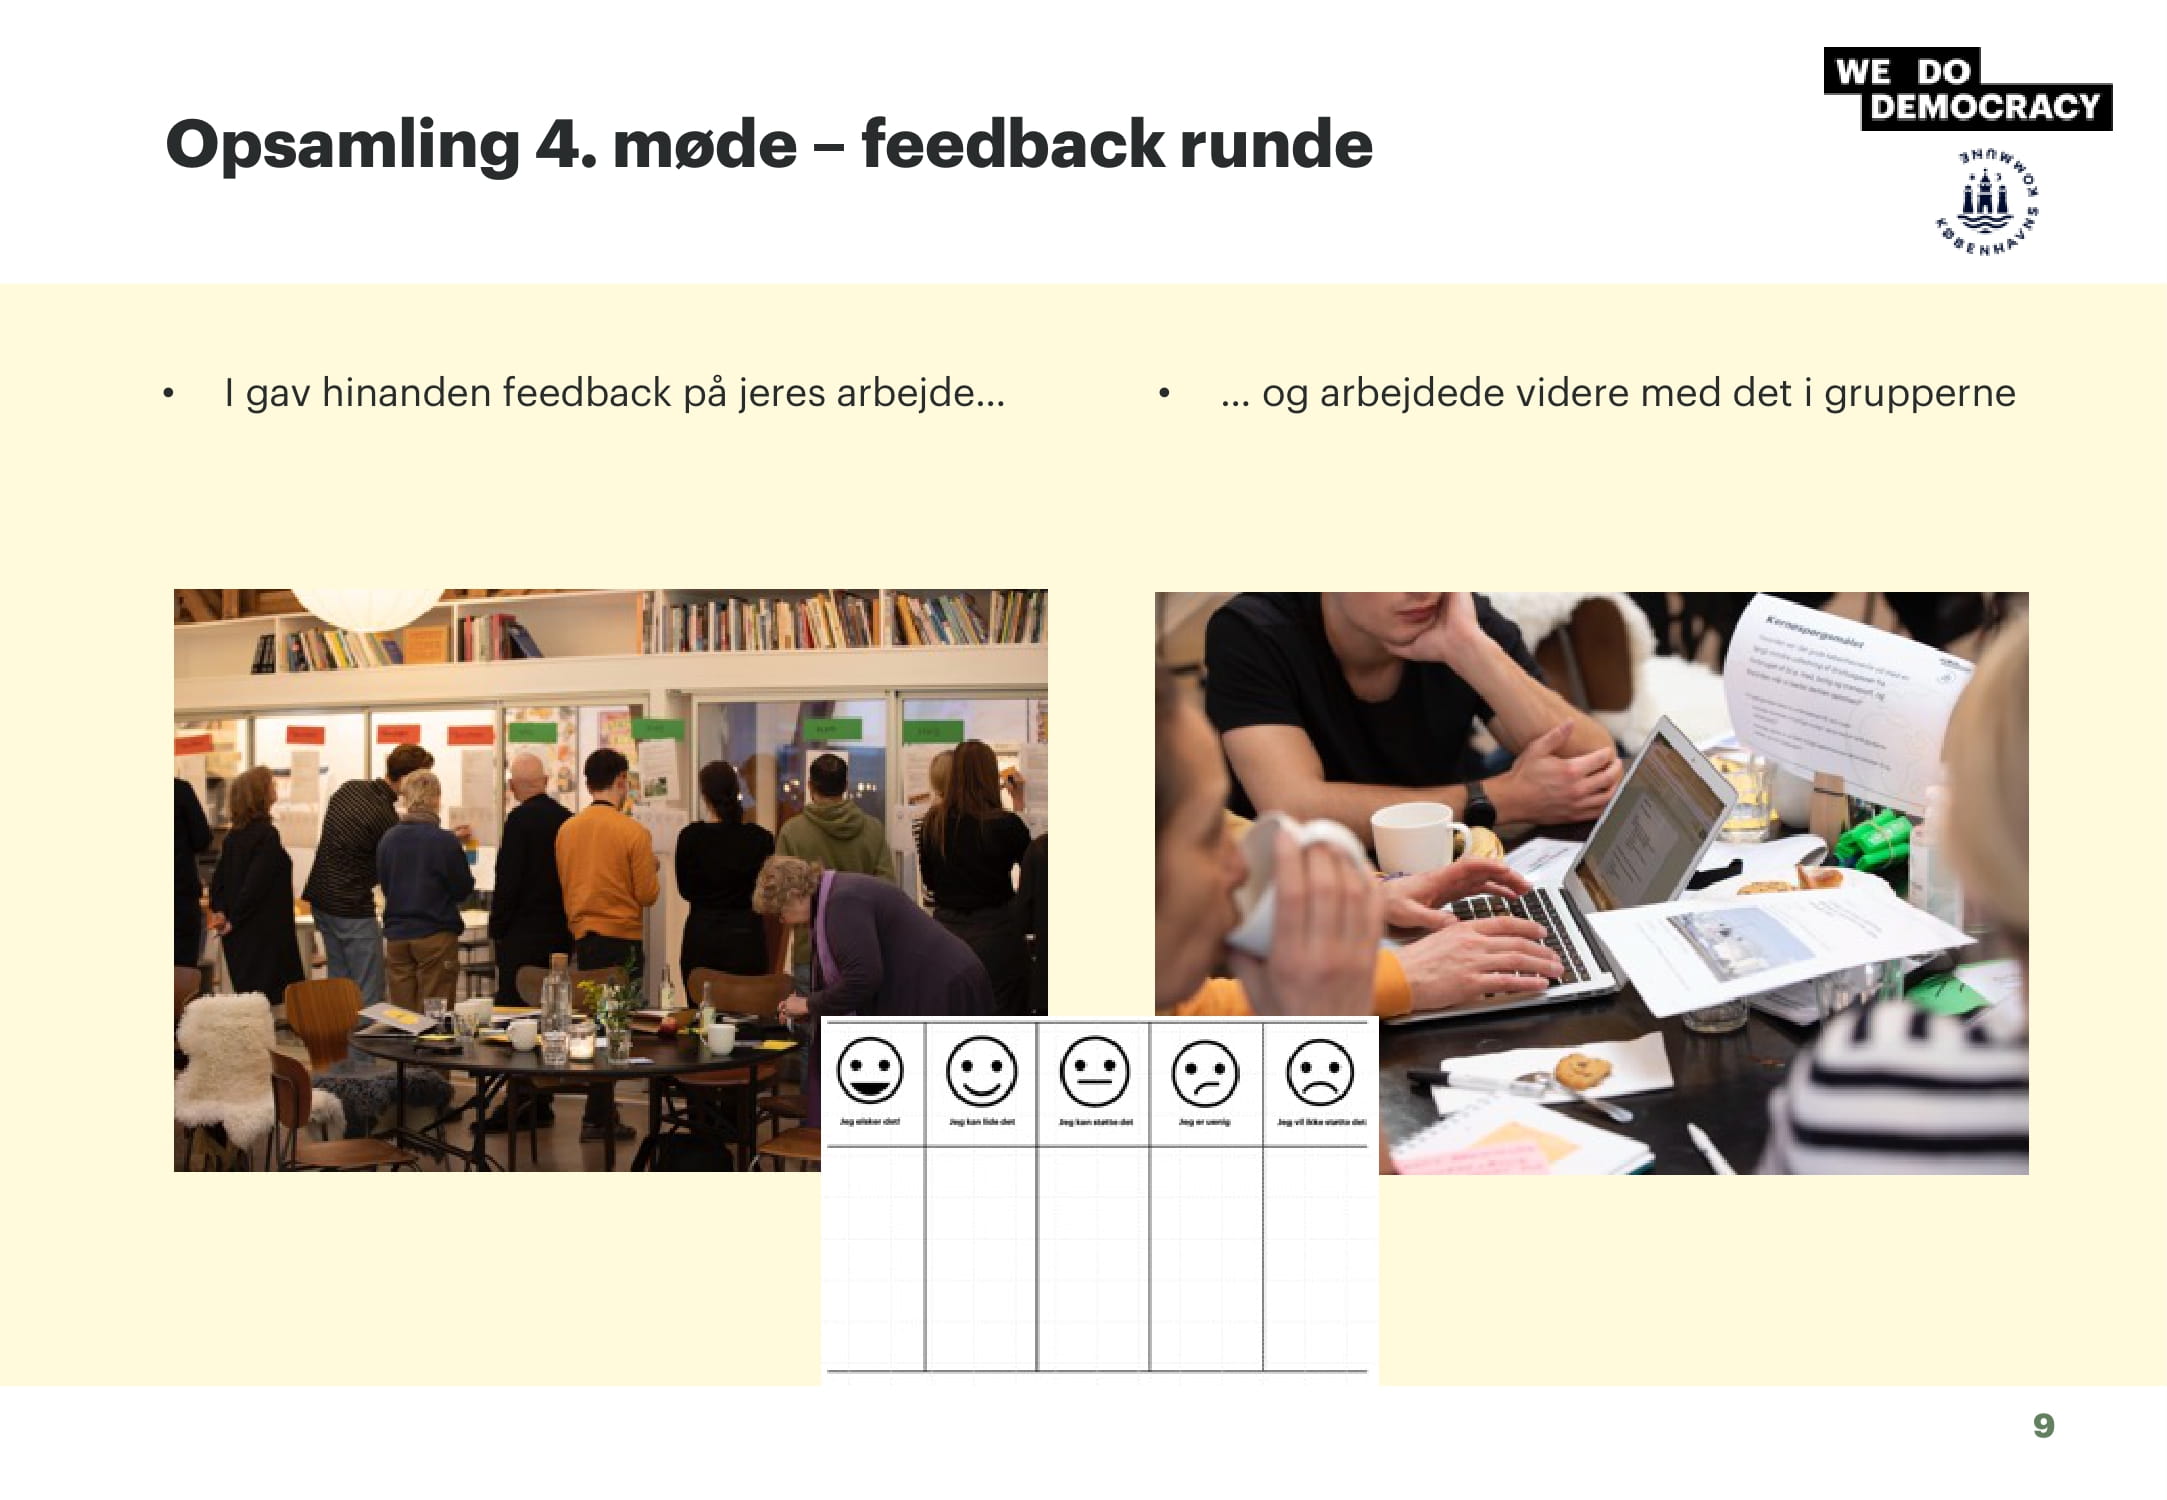 WE DO
DEMOCRACY
Opsamling 4. møde – feedback runde
KØBENHAVNS KOMMUNE
• I gav hinanden feedback på jeres arbejde...
• ... og arbejdede videre med det i grupperne
Kernespørgsmålet
Jeg elsker det!
Jeg kan lide det
Jeg kan støtte det
Jeg er uenig
Jeg vil ikke støtte det
9